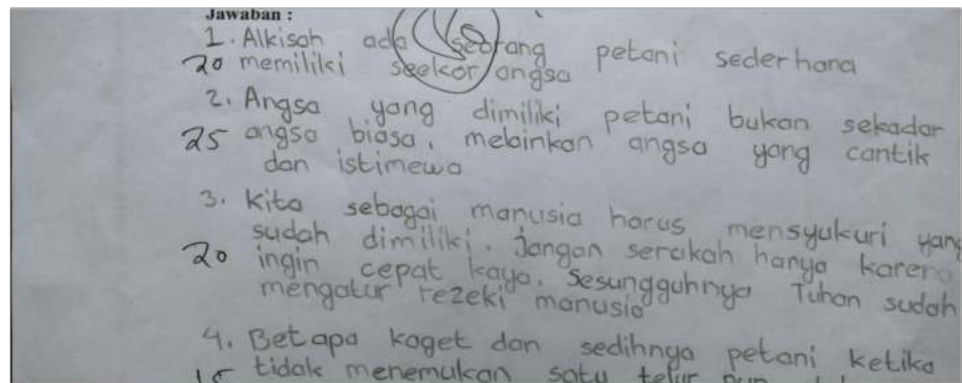 Jawaban :
1. Alkisah ada seorang petani sederhana
20 memiliki seekor angsa
2. Angsa yang dimiliki petani bukan sekadar
25 angsa biasa, melainkan angsa yang cantik
dan istimewa
3. Kita sebagai manusia harus mensyukuri yang
sudah dimiliki. Jangan serakah hanya karena
20 ingin cepat kaya. Sesungguhnya Tuhan sudah
mengatur rezeki manusia
4. Betapa kaget dan sedihnya petani ketika
15 tidak menemukan satu telur pun